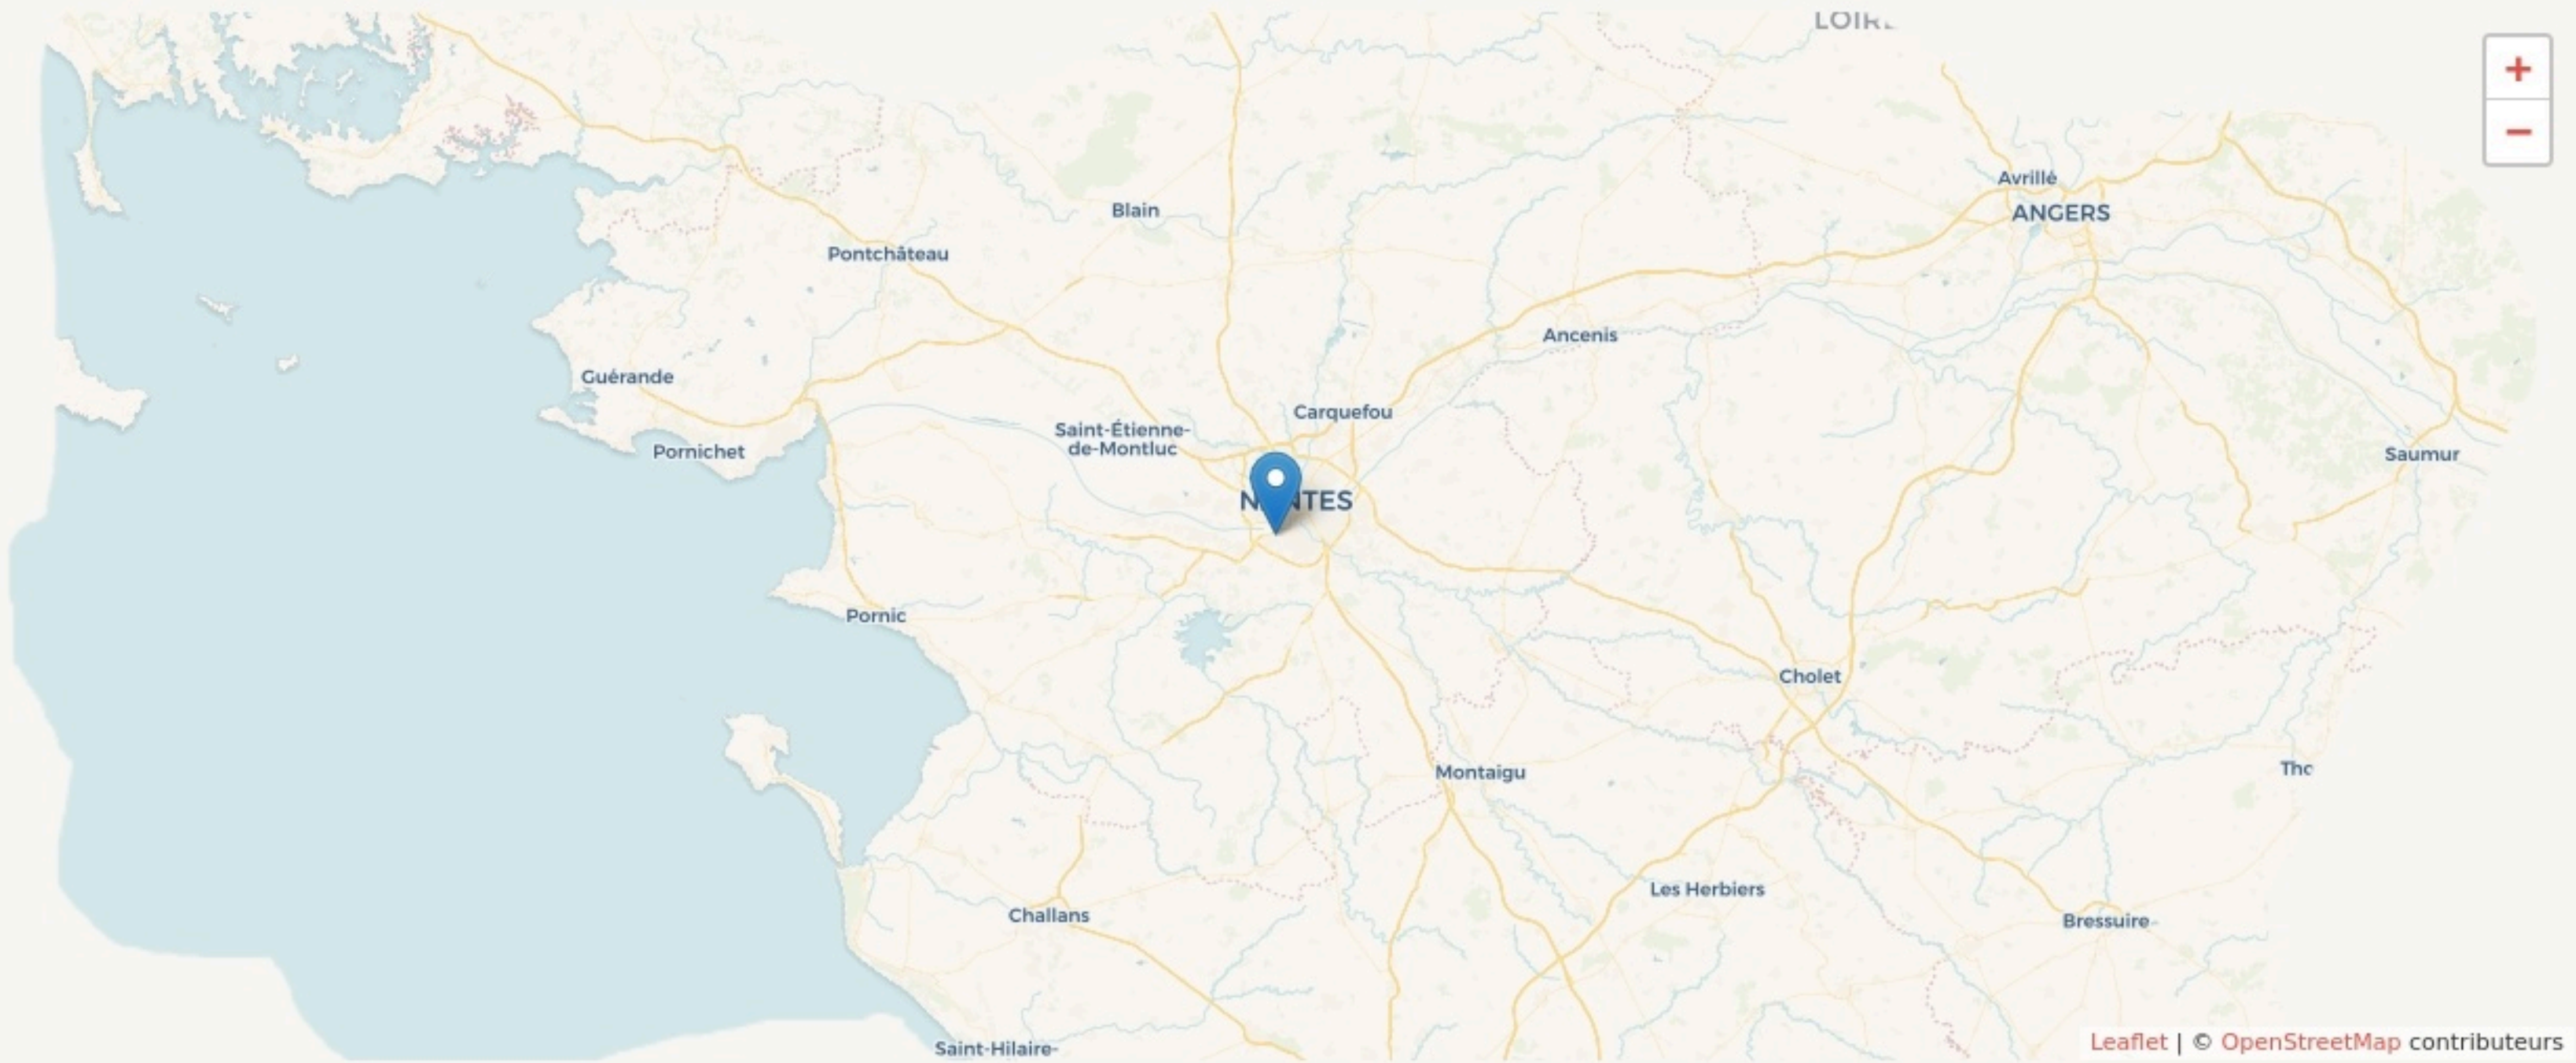 +
−
Avrillé
ANGERS
Blain
Pontchâteau
Ancenis
Guérande
Carquefou
Saint-Étienne-
de-Montluc
Pornichet
Saumur
Pornic
Cholet
Montaigu
Les Herbiers
Challans
Bressuire
Saint-Hilaire-
Leaflet | © OpenStreetMap contributeurs